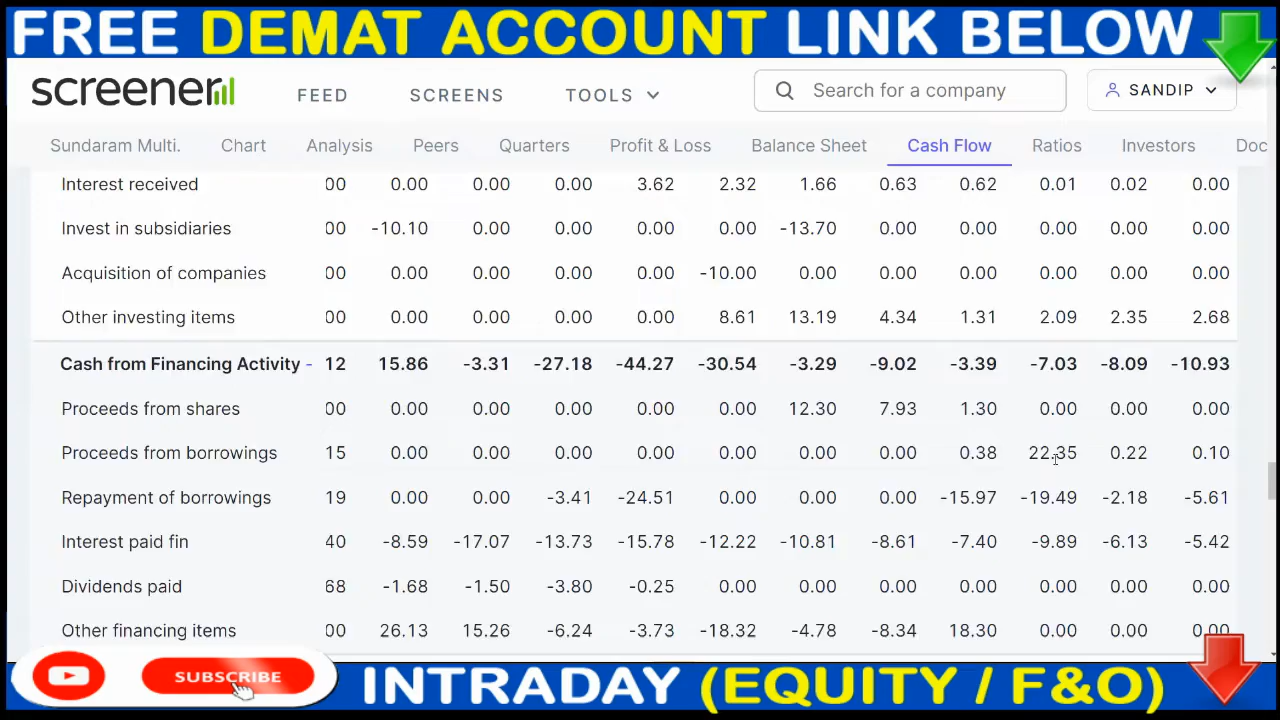 FREE DEMAT ACCOUNT LINK BELOW
screener FEED SCREENS TOOLS Search for a company SANDIP
Sundaram Multi. Chart Analysis Peers Quarters Profit & Loss Balance Sheet Cash Flow Ratios Investors Doc
Interest received 00 0.00 0.00 0.00 3.62 2.32 1.66 0.63 0.62 0.01 0.02 0.00
Invest in subsidiaries 00 -10.10 0.00 0.00 0.00 0.00 -13.70 0.00 0.00 0.00 0.00 0.00
Acquisition of companies 00 0.00 0.00 0.00 0.00 -10.00 0.00 0.00 0.00 0.00 0.00 0.00
Other investing items 00 0.00 0.00 0.00 0.00 8.61 13.19 4.34 1.31 2.09 2.35 2.68
Cash from Financing Activity - 12 15.86 -3.31 -27.18 -44.27 -30.54 -3.29 -9.02 -3.39 -7.03 -8.09 -10.93
Proceeds from shares 00 0.00 0.00 0.00 0.00 0.00 12.30 7.93 1.30 0.00 0.00 0.00
Proceeds from borrowings 15 0.00 0.00 0.00 0.00 0.00 0.00 0.00 0.38 22.35 0.22 0.10
Repayment of borrowings 19 0.00 0.00 -3.41 -24.51 0.00 0.00 0.00 -15.97 -19.49 -2.18 -5.61
Interest paid fin 40 -8.59 -17.07 -13.73 -15.78 -12.22 -10.81 -8.61 -7.40 -9.89 -6.13 -5.42
Dividends paid 68 -1.68 -1.50 -3.80 -0.25 0.00 0.00 0.00 0.00 0.00 0.00 0.00
Other financing items 00 26.13 15.26 -6.24 -3.73 -18.32 -4.78 -8.34 18.30 0.00 0.00 0.00
SUBSCRIBE INTRADAY (EQUITY / F&O)